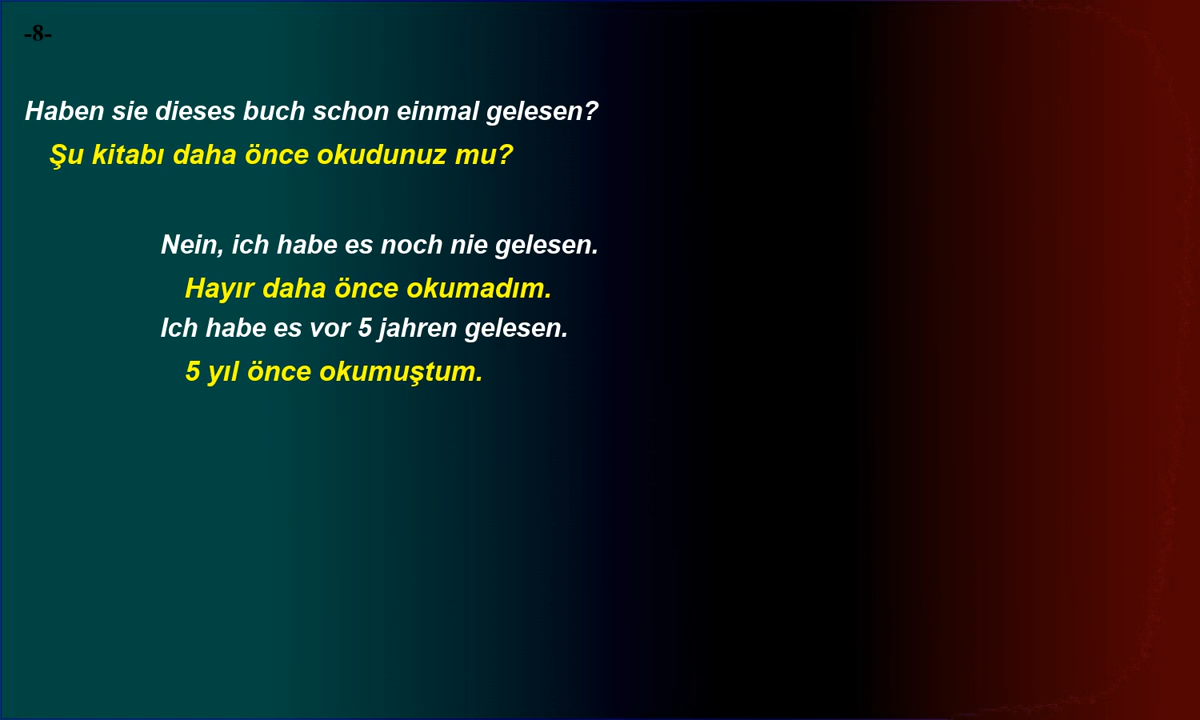 -8-
Haben sie dieses buch schon einmal gelesen?
Şu kitabı daha önce okudunuz mu?
Nein, ich habe es noch nie gelesen.
Hayır daha önce okumadım.
Ich habe es vor 5 jahren gelesen.
5 yıl önce okumuştum.